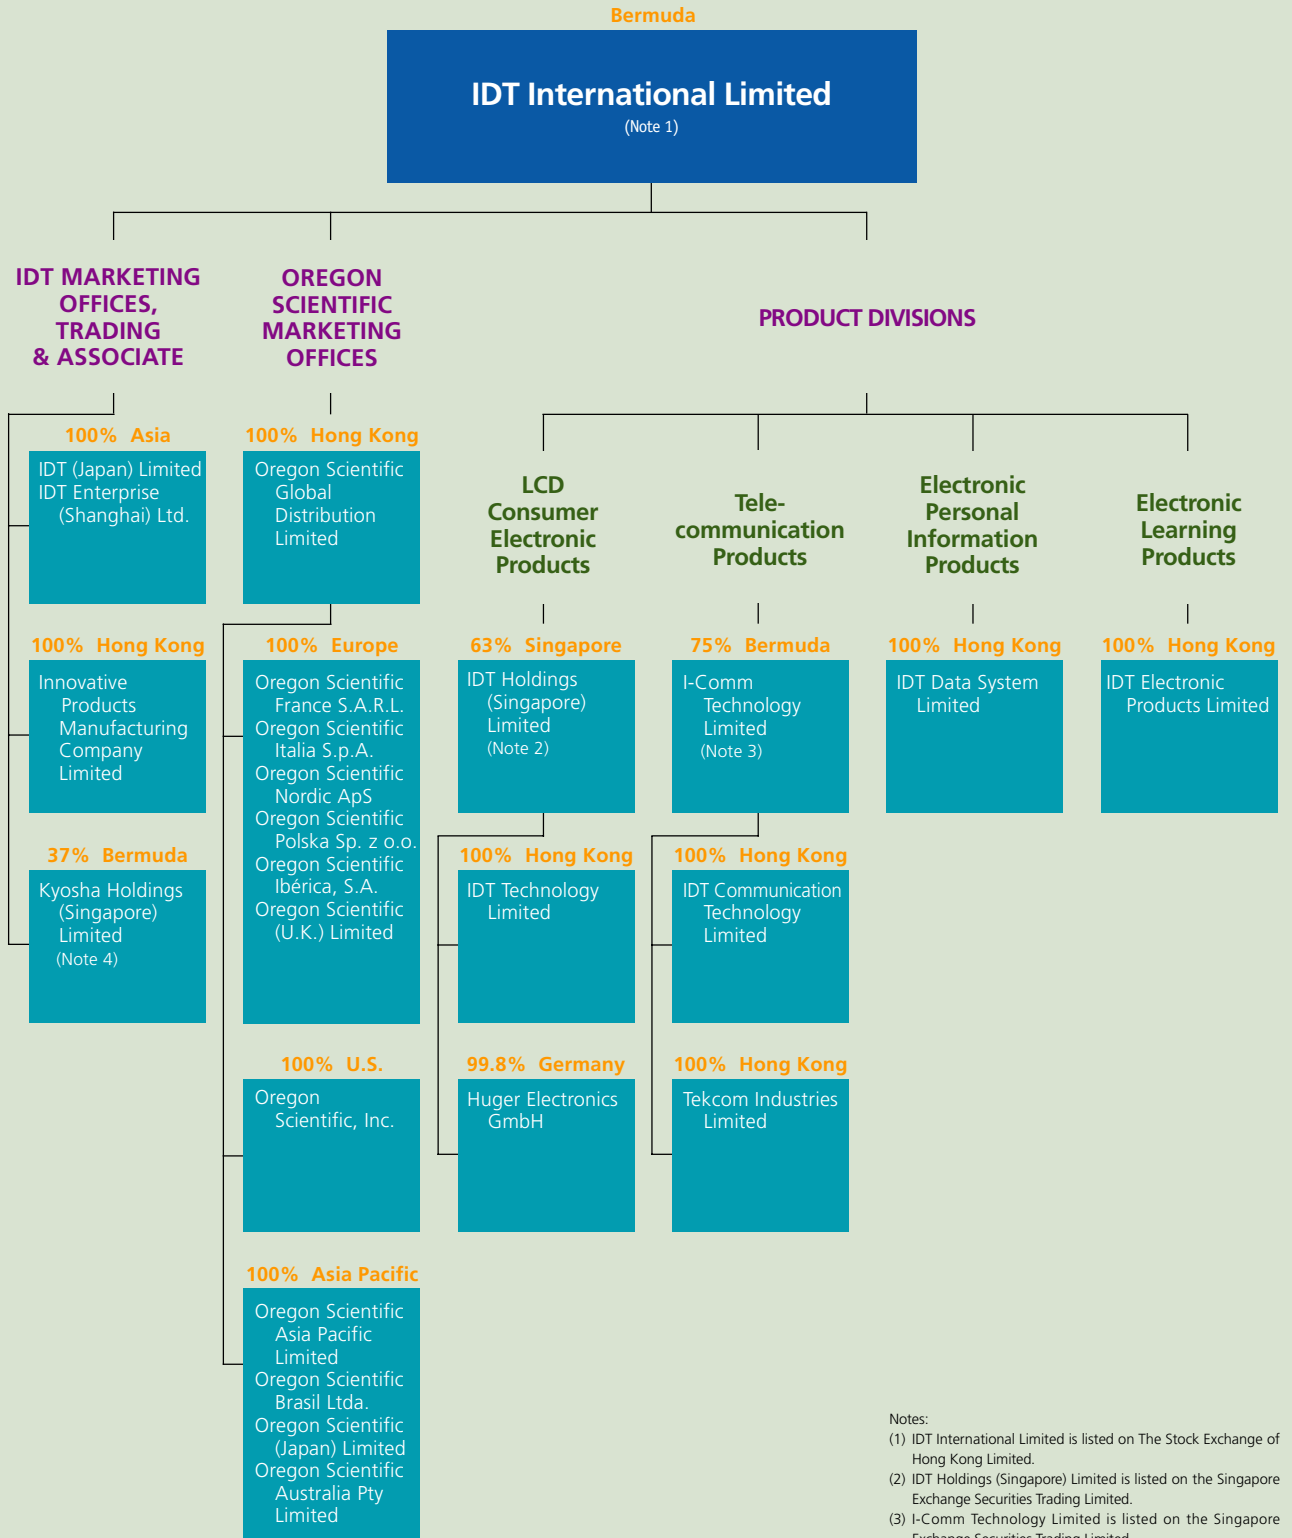 Bermuda
IDT International Limited
(Note 1)
IDT MARKETING
OFFICES,
TRADING
& ASSOCIATE
100% Asia
IDT (Japan) Limited
IDT Enterprise
(Shanghai) Ltd.
100% Hong Kong
Innovative
Products
Manufacturing
Company
Limited
37% Bermuda
Kyosha Holdings
(Singapore)
Limited
(Note 4)
OREGON
SCIENTIFIC
MARKETING
OFFICES
100% Hong Kong
Oregon Scientific
Global
Distribution
Limited
100% Europe
Oregon Scientific
France S.A.R.L.
Oregon Scientific
Italia S.p.A.
Oregon Scientific
Nordic ApS
Oregon Scientific
Polska Sp. z o.o.
Oregon Scientific
Ibérica, S.A.
Oregon Scientific
(U.K.) Limited
100% U.S.
Oregon
Scientific, Inc.
100% Asia Pacific
Oregon Scientific
Asia Pacific
Limited
Oregon Scientific
Brasil Ltda.
Oregon Scientific
(Japan) Limited
Oregon Scientific
Australia Pty
Limited
PRODUCT DIVISIONS
LCD
Consumer
Electronic
Products
63% Singapore
IDT Holdings
(Singapore)
Limited
(Note 2)
100% Hong Kong
IDT Technology
Limited
99.8% Germany
Huger Electronics
GmbH
Tele-
communication
Products
75% Bermuda
I-Comm
Technology
Limited
(Note 3)
100% Hong Kong
IDT Communication
Technology
Limited
100% Hong Kong
Tekcom Industries
Limited
Electronic
Personal
Information
Products
100% Hong Kong
IDT Data System
Limited
Electronic
Learning
Products
100% Hong Kong
IDT Electronic
Products Limited
Notes:
(1) IDT International Limited is listed on The Stock Exchange of
Hong Kong Limited.
(2) IDT Holdings (Singapore) Limited is listed on the Singapore
Exchange Securities Trading Limited.
(3) I-Comm Technology Limited is listed on the Singapore
Exchange Securities Trading Limited.